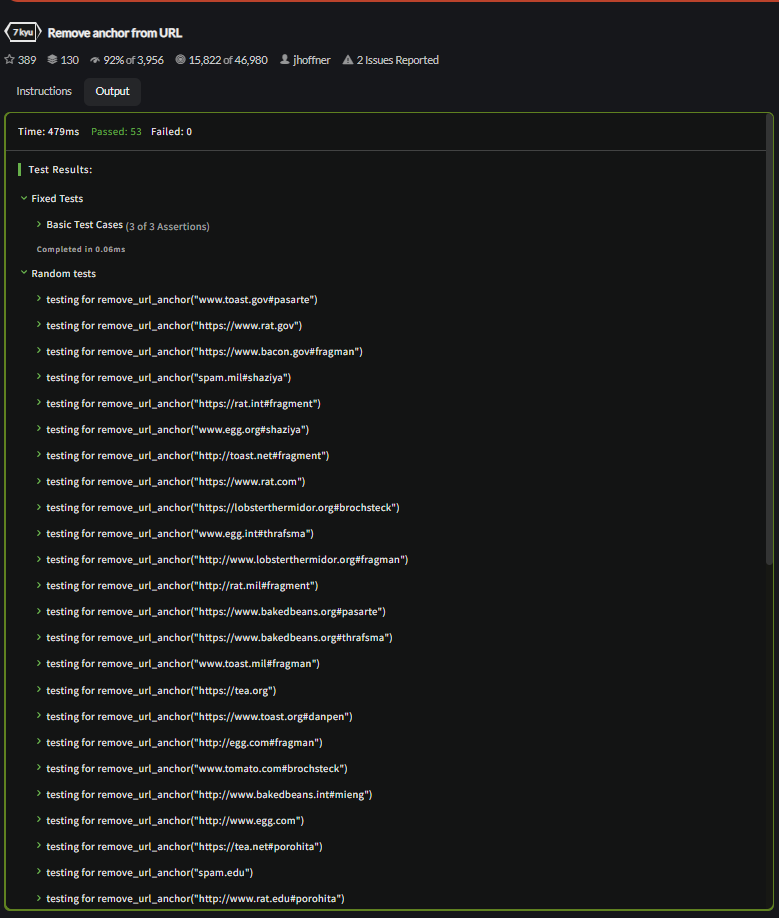 7 kyu Remove anchor from URL
389 130 92% of 3,956 15,822 of 46,980 jhoffner 2 Issues Reported
Instructions Output
Time: 479ms Passed: 53 Failed: 0
Test Results:
Fixed Tests
Basic Test Cases (3 of 3 Assertions)
Completed in 0.06ms
Random tests
testing for remove_url_anchor("www.toast.gov#pasarte")
testing for remove_url_anchor("https://www.rat.gov")
testing for remove_url_anchor("https://www.bacon.gov#fragman")
testing for remove_url_anchor("spam.mil#shaziya")
testing for remove_url_anchor("https://rat.int#fragment")
testing for remove_url_anchor("www.egg.org#shaziya")
testing for remove_url_anchor("http://toast.net#fragment")
testing for remove_url_anchor("https://www.rat.com")
testing for remove_url_anchor("https://lobsterthermidor.org#brochsteck")
testing for remove_url_anchor("www.egg.int#thrafsma")
testing for remove_url_anchor("http://www.lobsterthermidor.org#fragman")
testing for remove_url_anchor("http://rat.mil#fragment")
testing for remove_url_anchor("https://www.bakedbeans.org#pasarte")
testing for remove_url_anchor("https://www.bakedbeans.org#thrafsma")
testing for remove_url_anchor("www.toast.mil#fragman")
testing for remove_url_anchor("https://tea.org")
testing for remove_url_anchor("https://www.toast.org#danpen")
testing for remove_url_anchor("http://egg.com#fragman")
testing for remove_url_anchor("www.tomato.com#brochsteck")
testing for remove_url_anchor("http://www.bakedbeans.int#mieng")
testing for remove_url_anchor("http://www.egg.com")
testing for remove_url_anchor("https://tea.net#porohita")
testing for remove_url_anchor("spam.edu")
testing for remove_url_anchor("http://www.rat.edu#porohita")